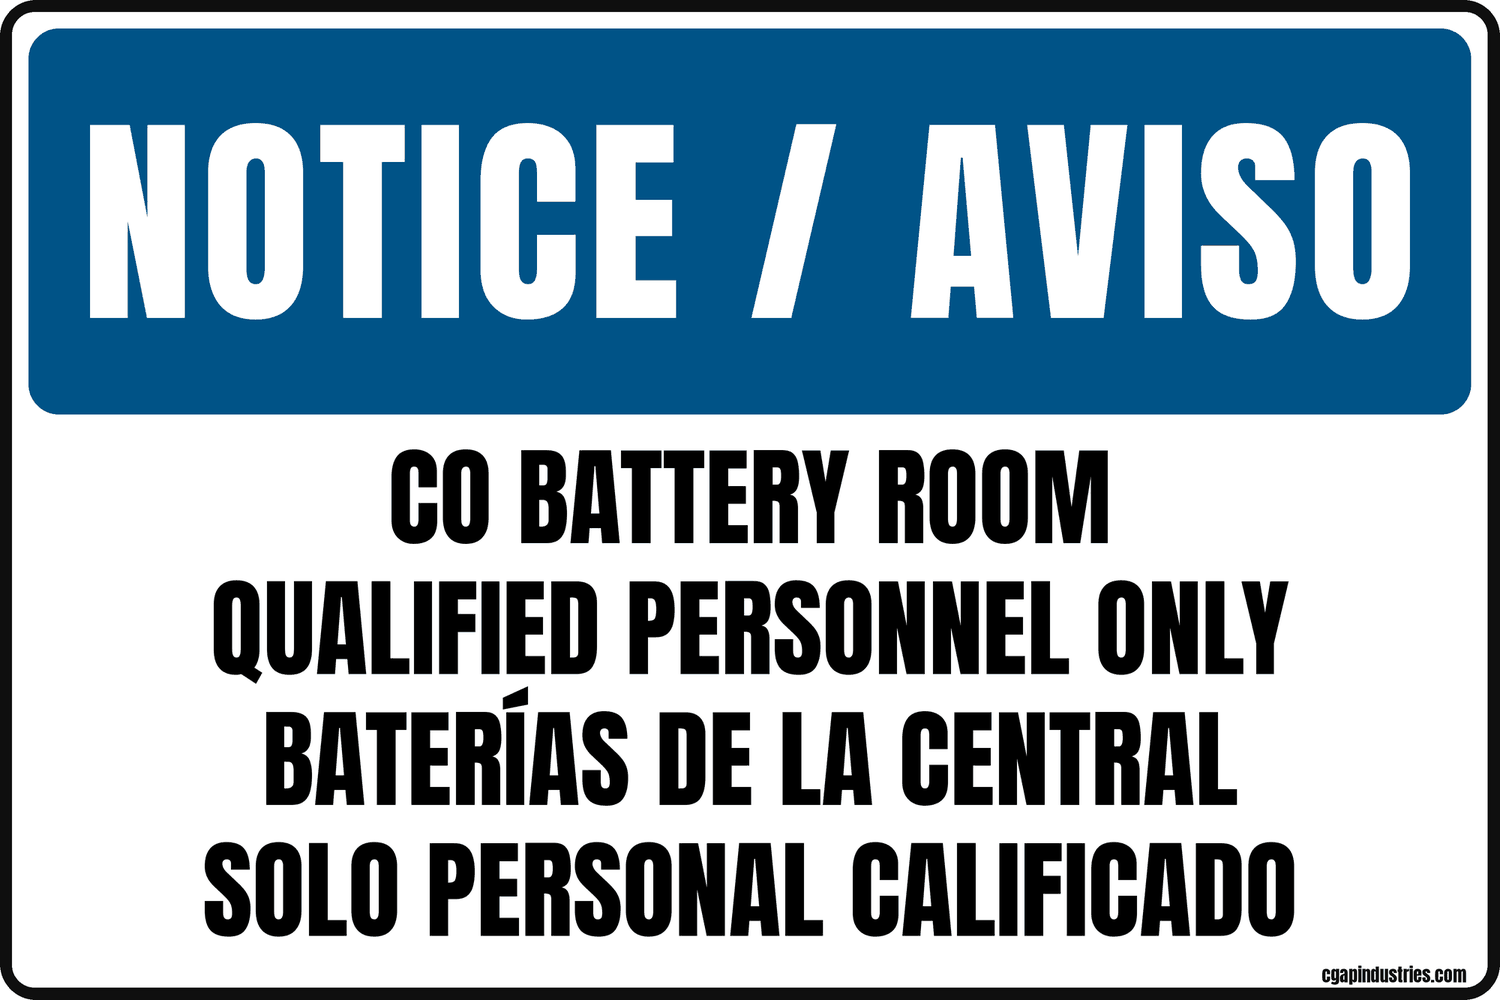 NOTICE / AVISO
CO BATTERY ROOM
QUALIFIED PERSONNEL ONLY
BATERÍAS DE LA CENTRAL
SOLO PERSONAL CALIFICADO
cgapindustries.com